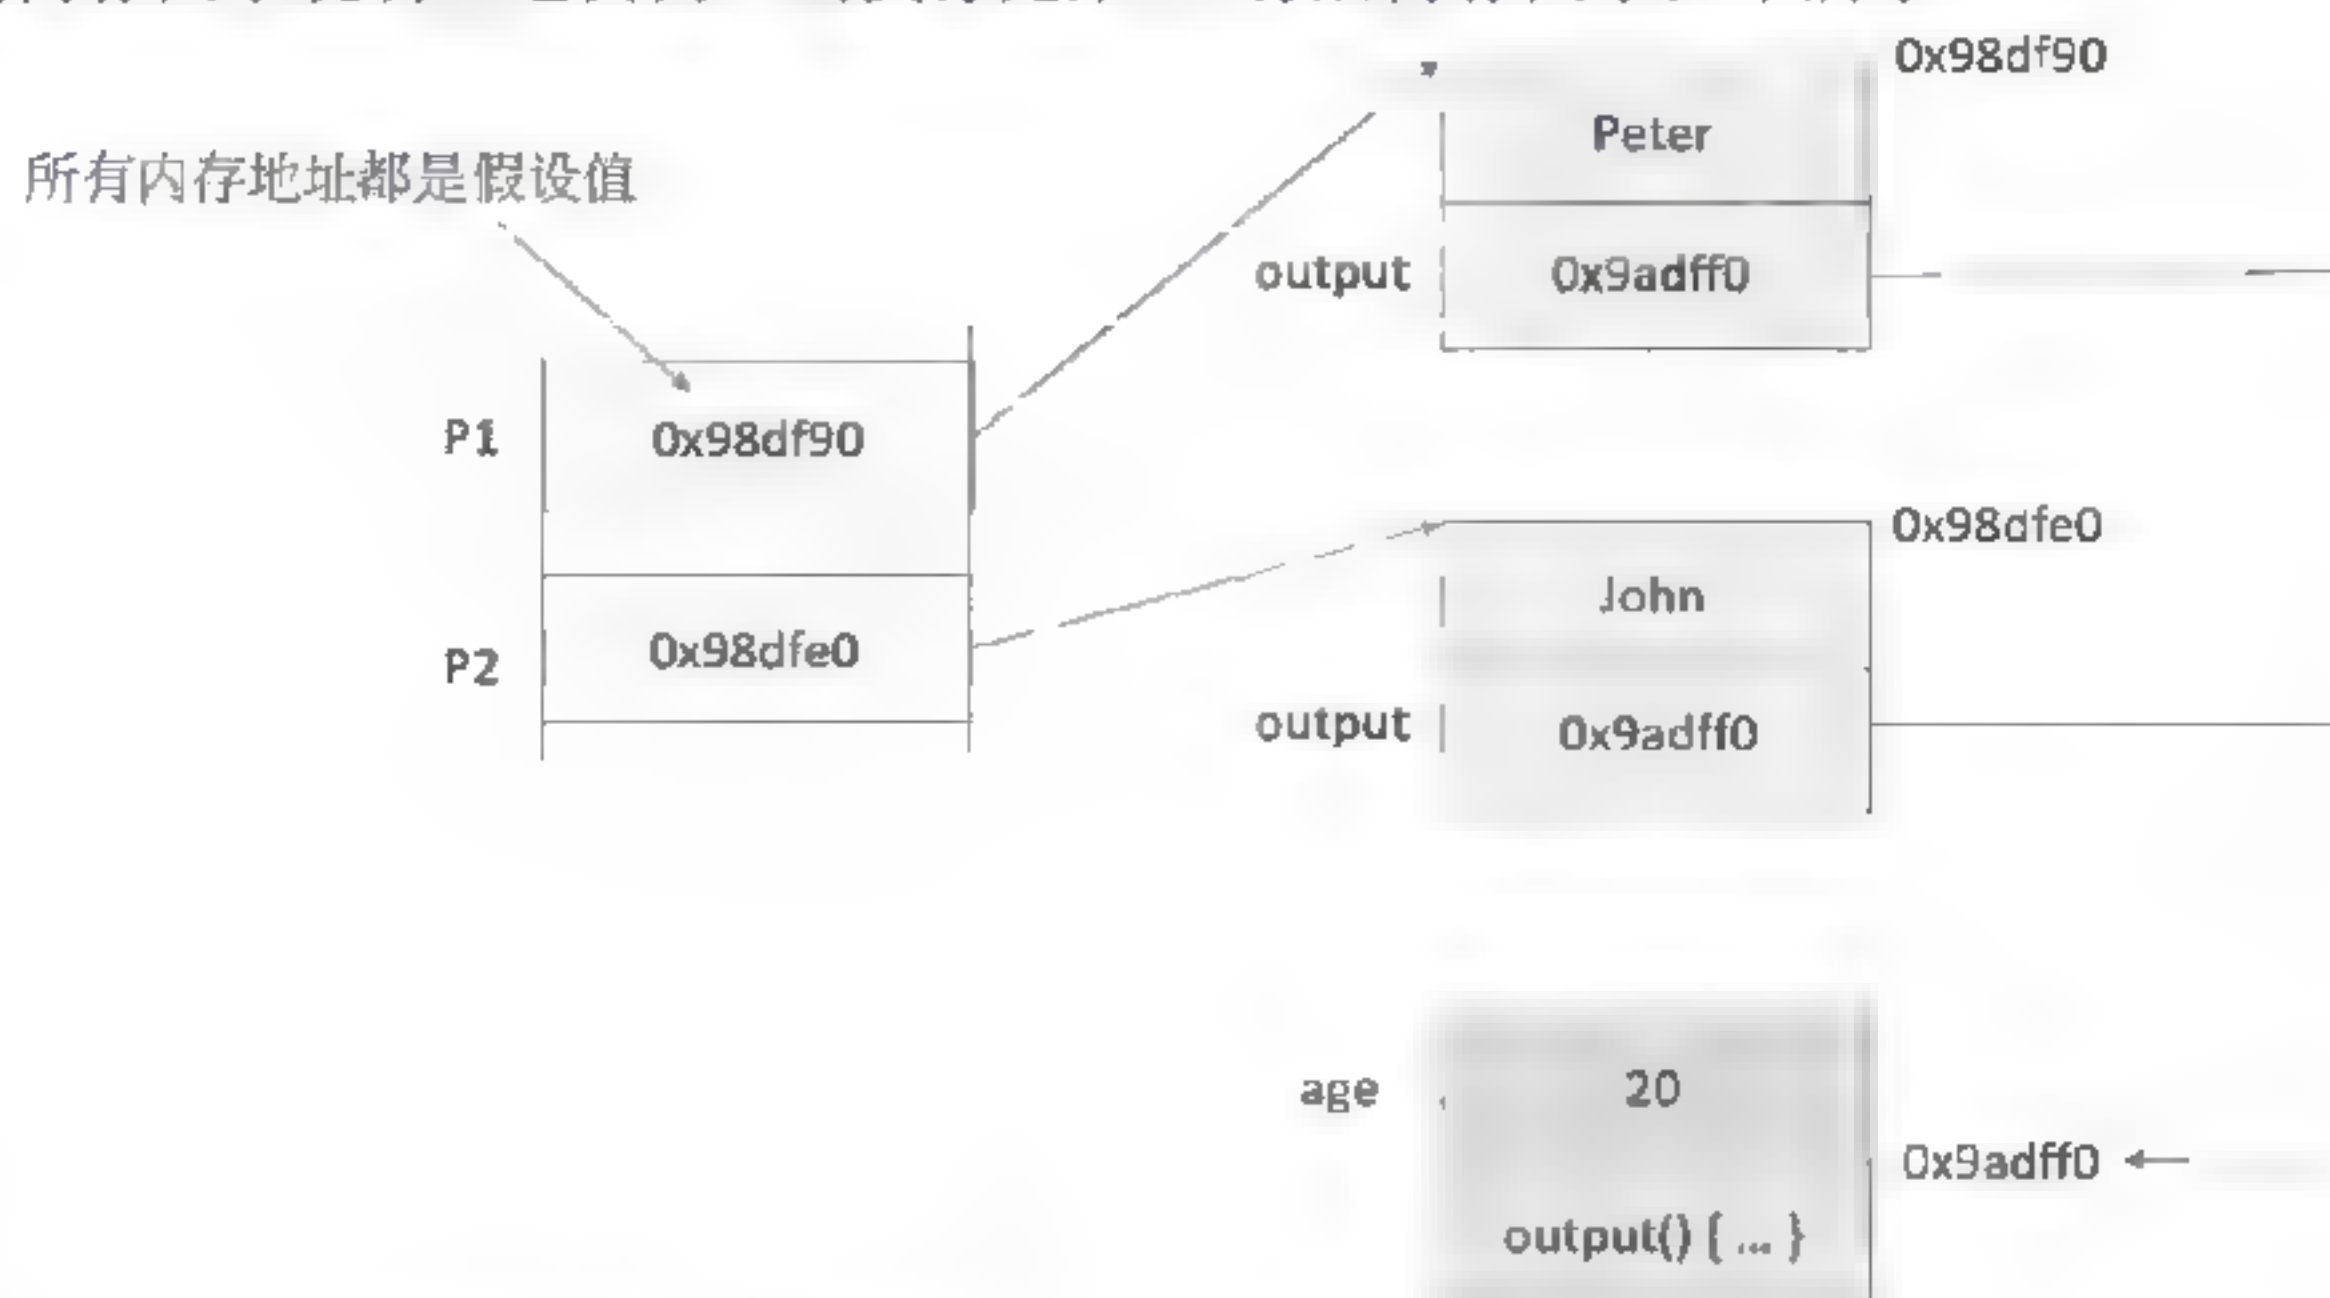 0x98df90
Peter
所有内存地址都是假设值
output 0x9adff0
P1 0x98df90
0x98dfe0
John
P2 0x98dfe0
output 0x9adff0
age 20
0x9adff0
output() { ... }